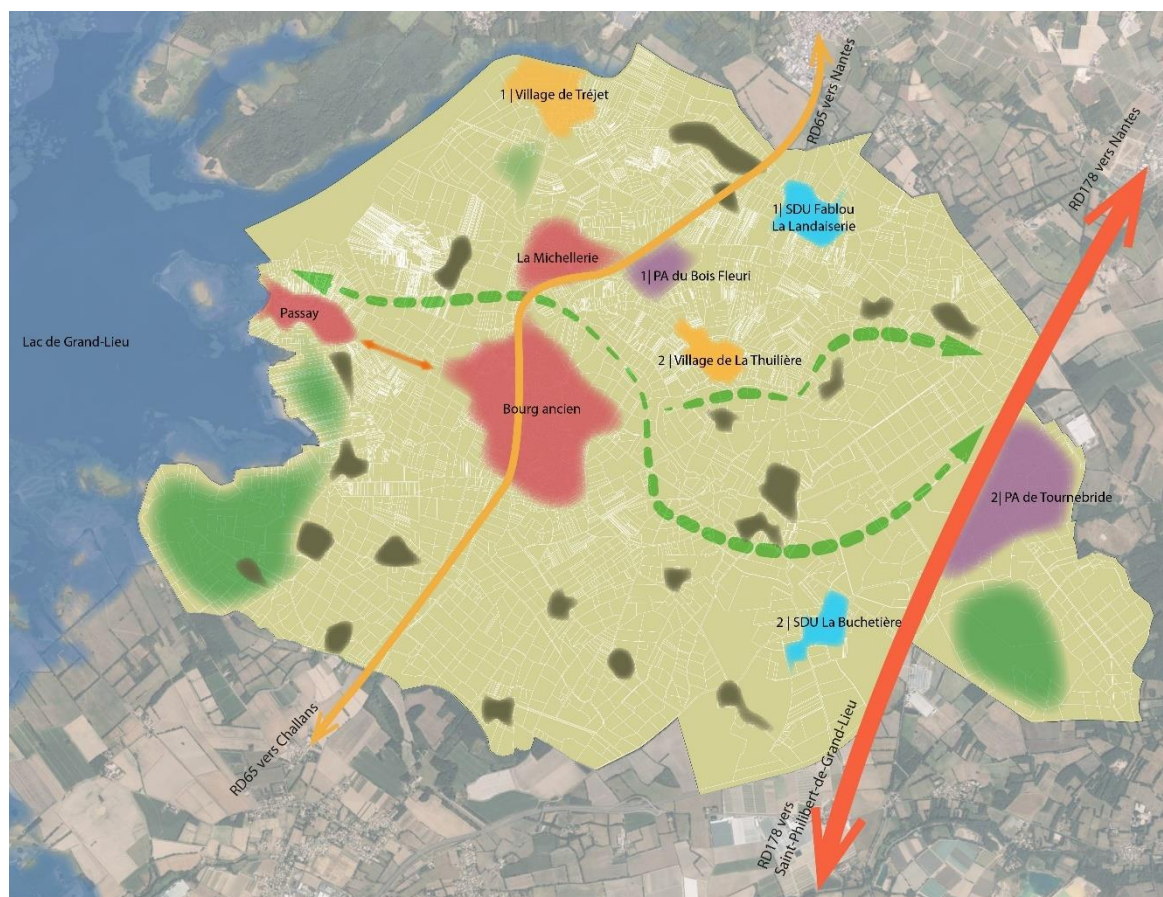 RD65 vers Nantes
1 | Village de Tréjet
RD178 vers Nantes
1| SDU Fablou
La Landaiserie
La Michellerie
1| PA du Bois Fleuri
Passay
Lac de Grand-Lieu
2 | Village de La Thuilière
Bourg ancien
2| PA de Tournebride
2 | SDU La Buchetière
RD65 vers Challans
RD178 vers
Saint-Philibert-de-Grand-Lieu